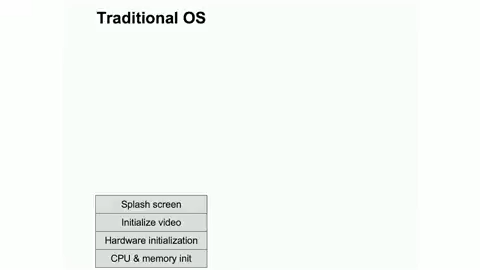 Traditional OS
Splash screen
Initialize video
Hardware initialization
CPU & memory init